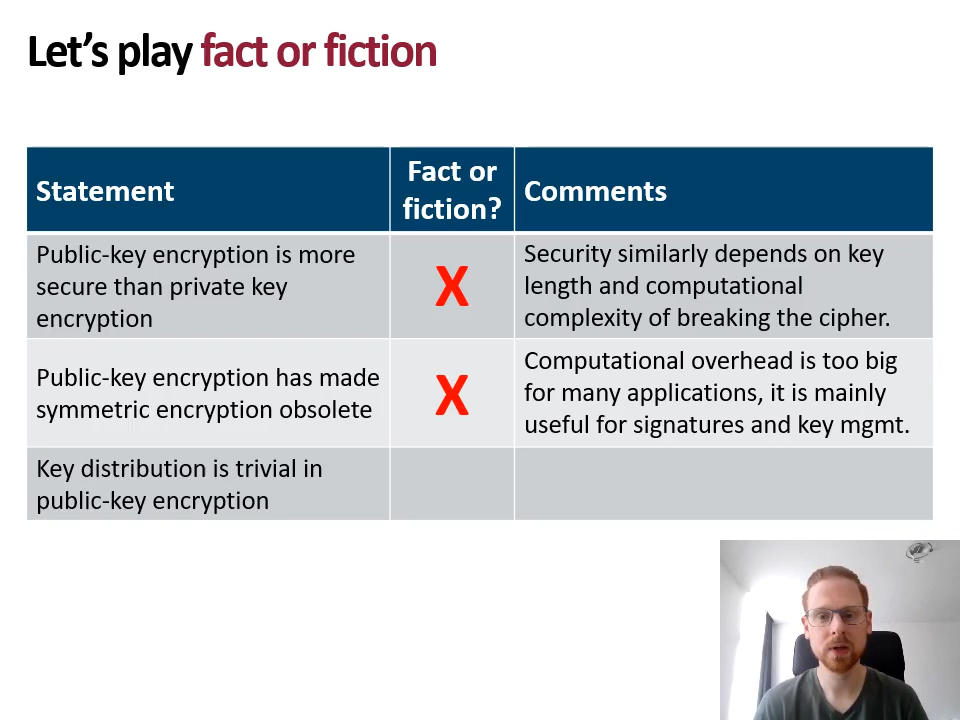 Let's play fact or fiction
Statement
Fact or
fiction?
Comments
Public-key encryption is more
secure than private key
encryption
X
Security similarly depends on key
length and computational
complexity of breaking the cipher.
Public-key encryption has made
symmetric encryption obsolete
X
Computational overhead is too big
for many applications, it is mainly
useful for signatures and key mgmt.
Key distribution is trivial in
public-key encryption